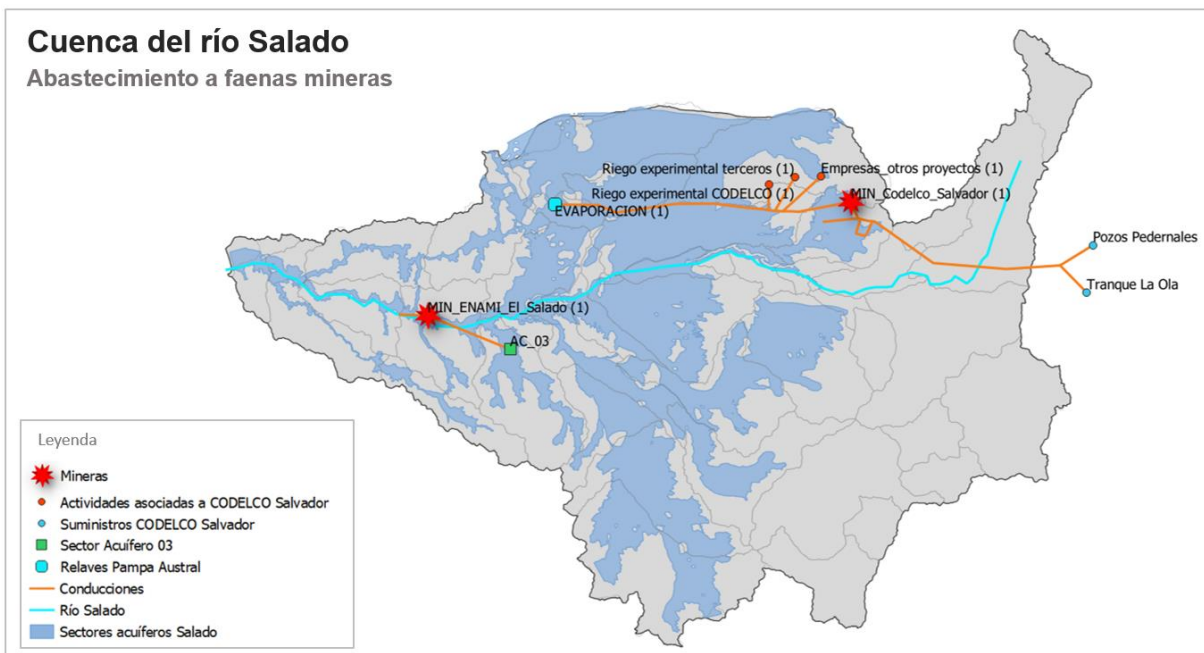 Cuenca del río Salado
Abastecimiento a faenas mineras
Riego experimental terceros (1)
Empresas_otros proyectos (1)
Riego experimental CODELCO (1)
MIN_Codelco_Salvador (1)
EVAPORACION (1)
Pozos Pedernales
Tranque La Ola
MIN_ENAMI_El_Salado (1)
AC_03
Leyenda
Mineras
Actividades asociadas a CODELCO Salvador
Suministros CODELCO Salvador
Sector Acuífero 03
Relaves Pampa Austral
Conducciones
Río Salado
Sectores acuíferos Salado